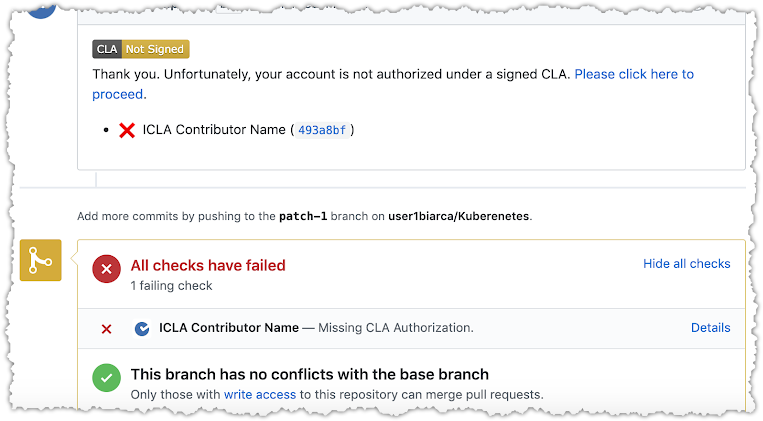 CLA Not Signed
Thank you. Unfortunately, your account is not authorized under a signed CLA. Please click here to
proceed.
• ❌ ICLA Contributor Name ( 493a8bf )
Add more commits by pushing to the patch-1 branch on user1biarca/Kuberenetes.
All checks have failed
Hide all checks
1 failing check
ICLA Contributor Name — Missing CLA Authorization.
Details
This branch has no conflicts with the base branch
Only those with write access to this repository can merge pull requests.